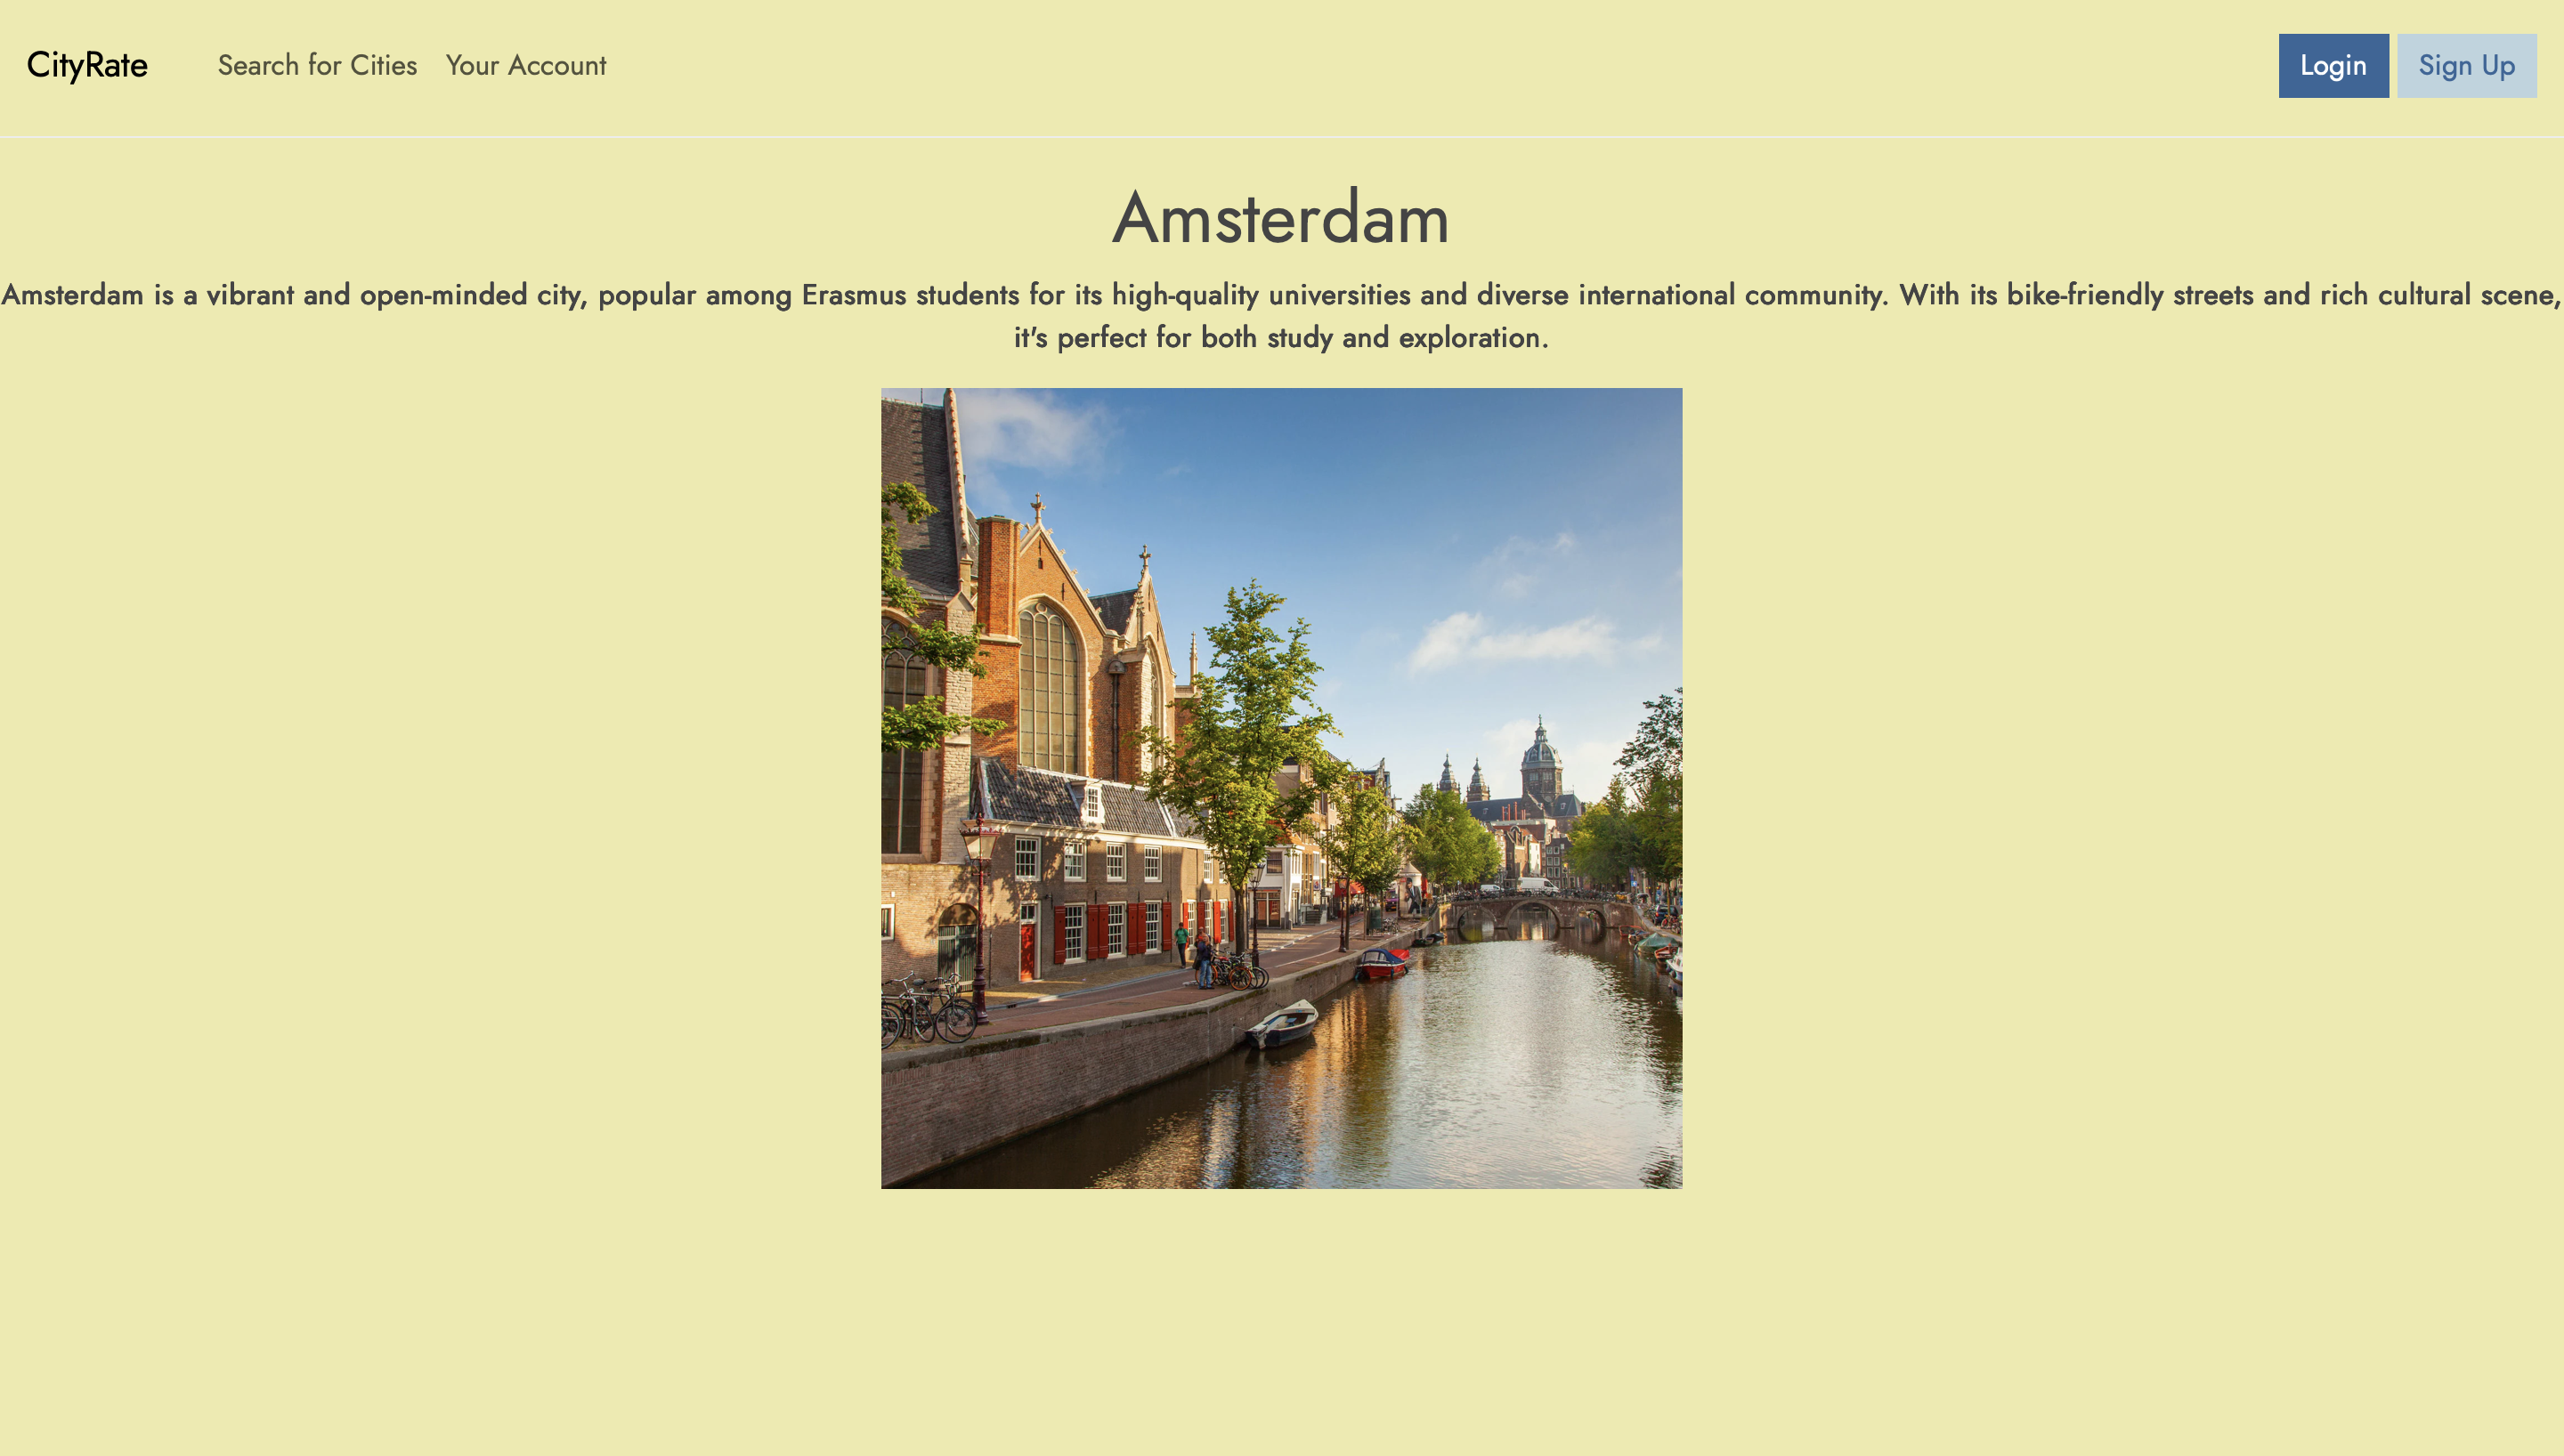 CityRate
Search for Cities
Your Account
Login
Sign Up
Amsterdam
Amsterdam is a vibrant and open-minded city, popular among Erasmus students for its high-quality universities and diverse international community. With its bike-friendly streets and rich cultural scene,
it's perfect for both study and exploration.